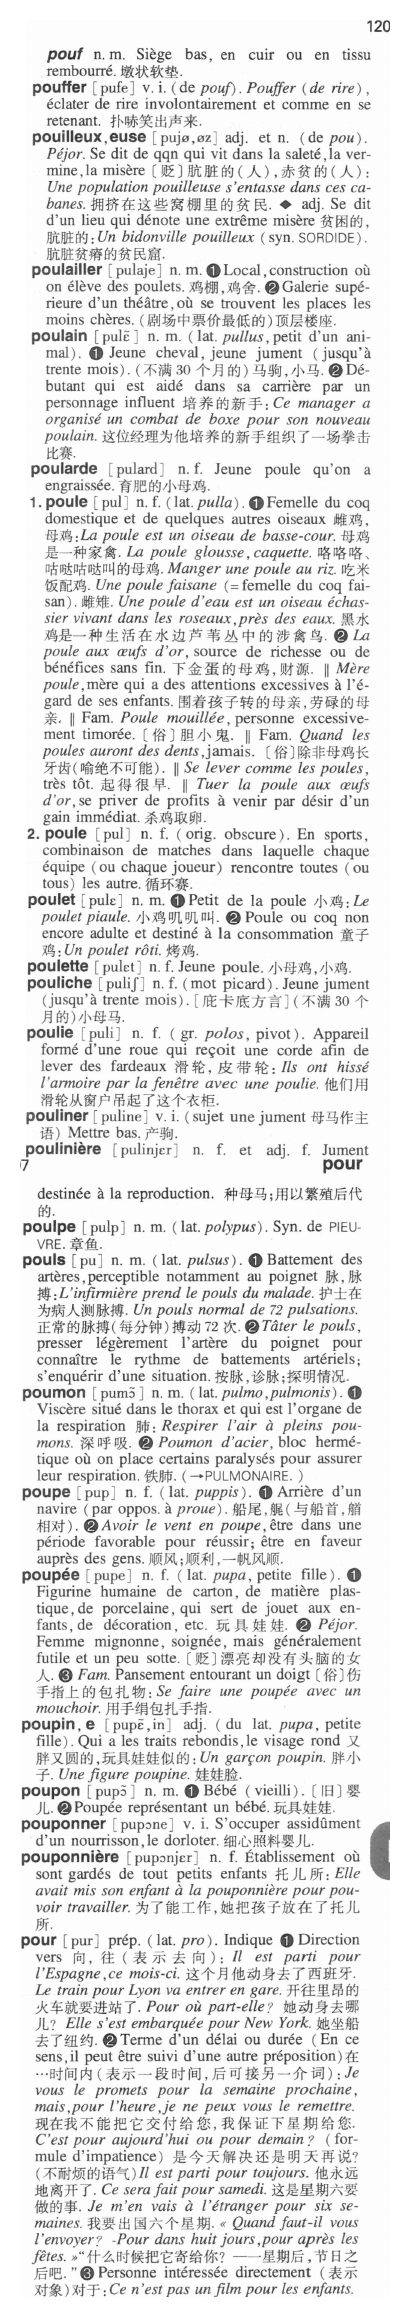 120
pouf n. m. Siège bas, en cuir ou en tissu
rembourré. 墩状软垫.
pouffer [pufe] v. i. (de pouf). Pouffer (de rire),
éclater de rire involontairement et comme en se
retenant. 扑哧笑出声来.
pouilleux,euse [pujø,øz] adj. et n. (de pou).
Péjor. Se dit de qqn qui vit dans la saleté,la ver-
mine,la misère [贬]肮脏的(人),赤贫的(人):
Une population pouilleuse s'entasse dans ces ca-
banes. 拥挤在这些窝棚里的贫民. ◆ adj. Se dit
d'un lieu qui dénote une extrême misère 贫困的,
肮脏的:Un bidonville pouilleux (syn. SORDIDE).
肮脏贫瘠的贫民窟.
poulailler [pulaje] n. m. ❶Local,construction où
on élève des poulets. 鸡棚,鸡舍. ❷Galerie supé-
rieure d'un théâtre,où se trouvent les places les
moins chères. (剧场中票价最低的)顶层楼座.
poulain [pulɛ̃] n. m. (lat. pullus,petit d'un ani-
mal). ❶ Jeune cheval, jeune jument (jusqu'à
trente mois). (不满 30 个月的)马驹,小马. ❷Dé-
butant qui est aidé dans sa carrière par un
personnage influent 培养的新手:Ce manager a
organisé un combat de boxe pour son nouveau
poulain. 这位经理为他培养的新手组织了一场拳击
比赛.
poularde [pulard] n. f. Jeune poule qu'on a
engraissée. 育肥的小母鸡.
1. poule [pul] n. f. (lat. pulla). ❶Femelle du coq
domestique et de quelques autres oiseaux 雌鸡,
母鸡:La poule est un oiseau de basse-cour. 母鸡
是一种家禽. La poule glousse,caquette. 咯咯咯、
咕哒咕哒叫的母鸡. Manger une poule au riz. 吃米
饭配鸡. Une poule faisane (=femelle du coq fai-
san). 雌雉. Une poule d'eau est un oiseau échas-
sier vivant dans les roseaux,près des eaux. 黑水
鸡是一种生活在水边芦苇丛中的涉禽鸟. ❷ La
poule aux œufs d'or, source de richesse ou de
bénéfices sans fin. 下金蛋的母鸡,财源. ‖ Mère
poule,mère qui a des attentions excessives à l'é-
gard de ses enfants. 围着孩子转的母亲,劳碌的母
亲. ‖ Fam. Poule mouillée, personne excessive-
ment timorée. [俗] 胆小鬼. ‖ Fam. Quand les
poules auront des dents,jamais. [俗]除非母鸡长
牙齿(喻绝不可能). ‖ Se lever comme les poules,
très tôt. 起得很早. ‖ Tuer la poule aux œufs
d'or,se priver de profits à venir par désir d'un
gain immédiat. 杀鸡取卵.
2. poule [pul] n. f. (orig. obscure). En sports,
combinaison de matches dans laquelle chaque
équipe (ou chaque joueur) rencontre toutes (ou
tous) les autre. 循环赛.
poulet [pulɛ] n. m. ❶Petit de la poule 小鸡:Le
poulet piaule. 小鸡叽叽叫. ❷Poule ou coq non
encore adulte et destiné à la consommation 童子
鸡:Un poulet rôti. 烤鸡.
poulette [pulɛt] n. f. Jeune poule. 小母鸡,小鸡.
pouliche [puliʃ] n. f. (mot picard). Jeune jument
(jusqu'à trente mois). [庇卡底方言](不满 30 个
月的)小母马.
poulie [puli] n. f. (gr. polos, pivot). Appareil
formé d'une roue qui reçoit une corde afin de
lever des fardeaux 滑轮,皮带轮: Ils ont hissé
l'armoire par la fenêtre avec une poulie. 他们用
滑轮从窗户吊起了这个衣柜.
pouliner [puline] v. i. (sujet une jument 母马作主
语) Mettre bas. 产驹.
poulinière [pulinjɛr] n. f. et adj. f. Jument
7 pour
destinée à la reproduction. 种母马;用以繁殖后代
的.
poulpe [pulp] n. m. (lat. polypus). Syn. de PIEU-
VRE. 章鱼.
pouls [pu] n. m. (lat. pulsus). ❶ Battement des
artères,perceptible notamment au poignet 脉,脉
搏:L'infirmière prend le pouls du malade. 护士在
为病人测脉搏. Un pouls normal de 72 pulsations.
正常的脉搏(每分钟)搏动 72 次. ❷Tâter le pouls,
presser légèrement l'artère du poignet pour
connaître le rythme de battements artériels;
s'enquérir d'une situation. 按脉,诊脉;探明情况.
poumon [pumɔ̃] n. m. (lat. pulmo,pulmonis). ❶
Viscère situé dans le thorax et qui est l'organe de
la respiration 肺: Respirer l'air à pleins pou-
mons. 深呼吸. ❷ Poumon d'acier, bloc hermé-
tique où on place certains paralysés pour assurer
leur respiration. 铁肺. (→PULMONAIRE. )
poupe [pup] n. f. (lat. puppis). ❶ Arrière d'un
navire (par oppos. à proue). 船尾,艉(与船首,艏
相对). ❷Avoir le vent en poupe,être dans une
période favorable pour réussir; être en faveur
auprès des gens. 顺风;顺利,一帆风顺.
poupée [pupe] n. f. (lat. pupa, petite fille). ❶
Figurine humaine de carton, de matière plas-
tique, de porcelaine, qui sert de jouet aux en-
fants, de décoration, etc. 玩具娃娃. ❷ Péjor.
Femme mignonne, soignée, mais généralement
futile et un peu sotte. [贬]漂亮却没有头脑的女
人. ❸ Fam. Pansement entourant un doigt [俗]伤
手指上的包扎物: Se faire une poupée avec un
mouchoir. 用手绢包扎手指.
poupin, e [pupɛ̃,in] adj. (du lat. pupa, petite
fille). Qui a les traits rebondis,le visage rond 又
胖又圆的,玩具娃娃似的:Un garçon poupin. 胖小
子. Une figure poupine. 娃娃脸.
poupon [pupɔ̃] n. m. ❶ Bébé (vieilli). [旧]婴
儿. ❷Poupée représentant un bébé. 玩具娃娃.
pouponner [pupɔne] v. i. S'occuper assidûment
d'un nourrisson,le dorloter. 细心照料婴儿.
pouponnière [pupɔnjɛr] n. f. Établissement où
sont gardés de tout petits enfants 托儿所: Elle
avait mis son enfant à la pouponnière pour pou-
voir travailler. 为了能工作,她把孩子放在了托儿
所.
pour [pur] prép. (lat. pro). Indique ❶ Direction
vers 向,往(表示去向): Il est parti pour
l'Espagne,ce mois-ci. 这个月他动身去了西班牙.
Le train pour Lyon va entrer en gare. 开往里昂的
火车就要进站了. Pour où part-elle? 她动身去哪
儿? Elle s'est embarquée pour New York. 她坐船
去了纽约. ❷Terme d'un délai ou durée (En ce
sens,il peut être suivi d'une autre préposition)在
…时间内(表示一段时间,后可接另一介词):Je
vous le promets pour la semaine prochaine,
mais,pour l'heure,je ne peux vous le remettre.
现在我不能把它交付给您,我保证下星期给您.
C'est pour aujourd'hui ou pour demain? (for-
mule d'impatience) 是今天解决还是明天再说?
(不耐烦的语气)Il est parti pour toujours. 他永远
地离开了. Ce sera fait pour samedi. 这是星期六要
做的事. Je m'en vais à l'étranger pour six se-
maines. 我要出国六个星期. « Quand faut-il vous
l'envoyer? -Pour dans huit jours,pour après les
fêtes. »“什么时候把它寄给你? ——星期后,节日之
后吧.”❸Personne intéressée directement (表示
对象)对于:Ce n'est pas un film pour les enfants.